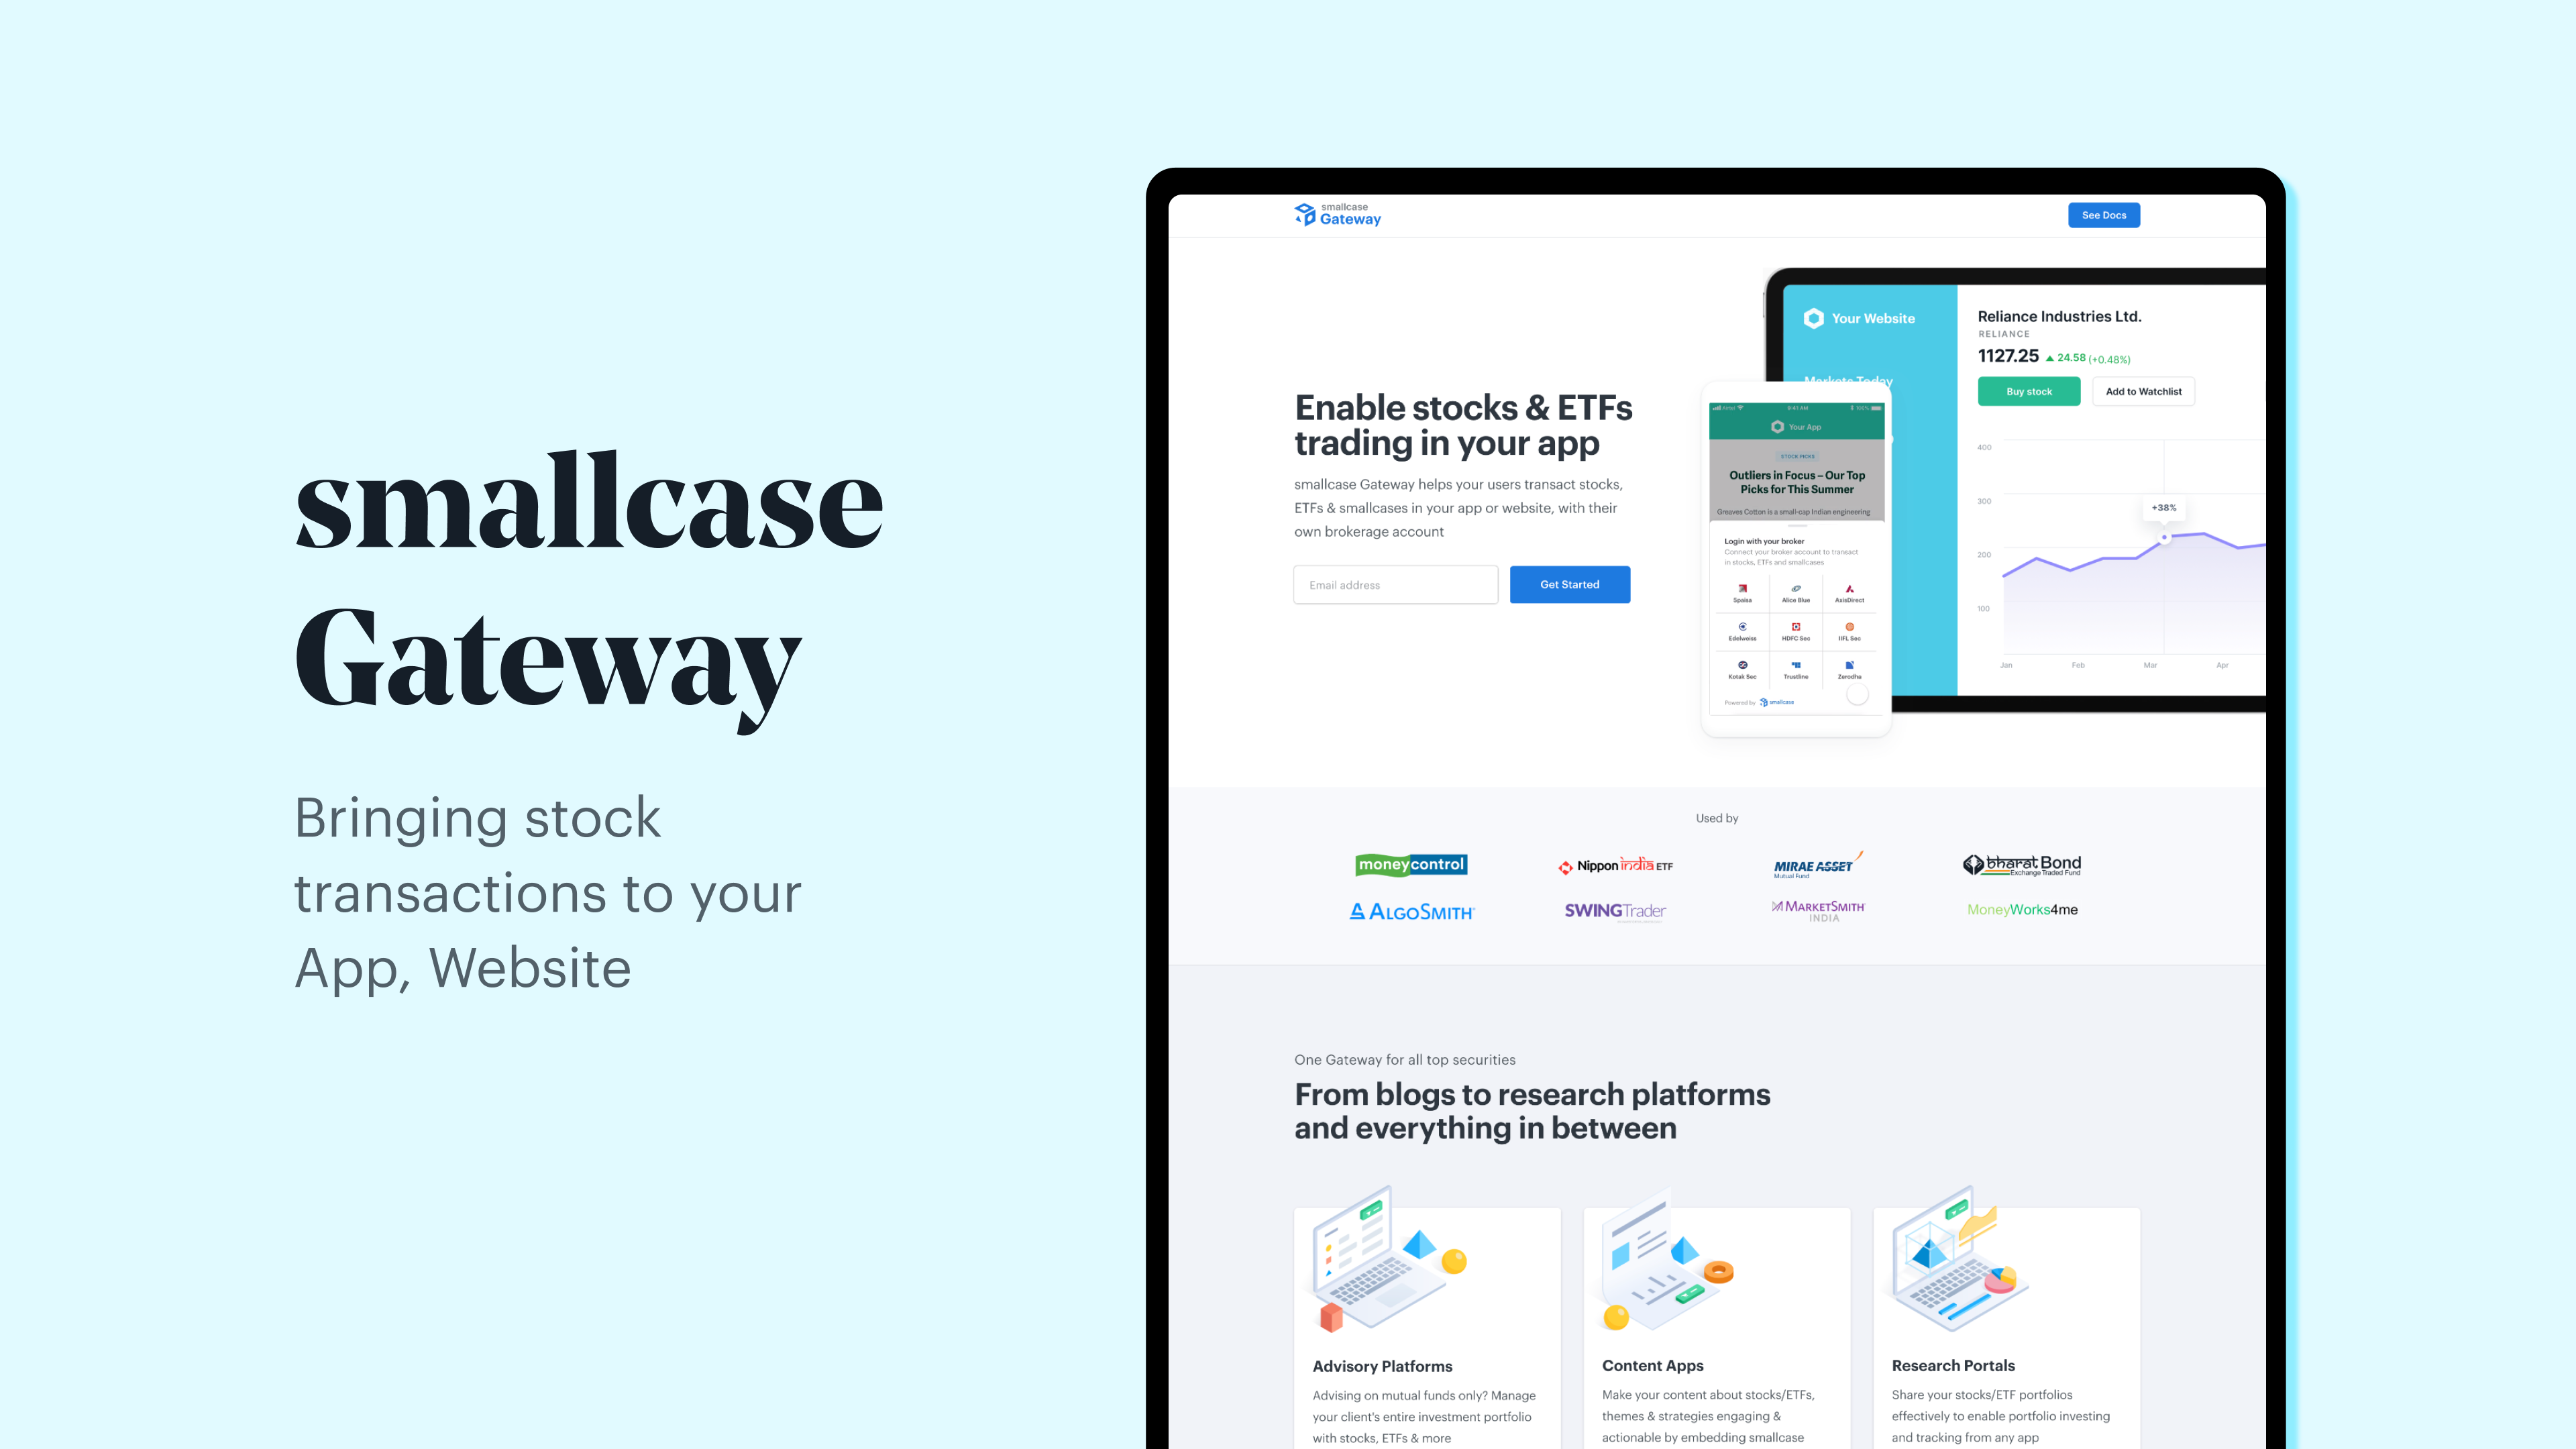 smallcase
Gateway
Bringing stock
transactions to your
App, Website
smallcase
Gateway
See Docs
Enable stocks & ETFs
trading in your app
smallcase Gateway helps your users transact stocks,
ETFs & smallcases in your app or website, with their
own brokerage account
Email address
Get Started
Your Website
Markets Today
Reliance Industries Ltd.
RELIANCE
1127.25 ▲ 24.58 (+0.48%)
Buy stock
Add to Watchlist
400
300
200
100
+38%
Jan Feb Mar Apr
9:41 AM
100%
Your App
STOCK PICKS
Outliers in Focus – Our Top
Picks for This Summer
Greaves Cotton is a small-cap Indian engineering
Login with your broker
Connect your broker account to transact
in stocks, ETFs and smallcases
5paisa Alice Blue AxisDirect
Edelweiss HDFC Sec IIFL Sec
Kotak Sec Trustline Zerodha
Powered by smallcase
Used by
moneycontrol
Nippon india ETF
MIRAE ASSET
Mutual Fund
bharat Bond
Exchange Traded Fund
ALGOSMITH
SWINGTrader
MARKETSMITH
INDIA
MoneyWorks4me
One Gateway for all top securities
From blogs to research platforms
and everything in between
Advisory Platforms
Advising on mutual funds only? Manage
your client's entire investment portfolio
with stocks, ETFs & more
Content Apps
Make your content about stocks/ETFs,
themes & strategies engaging &
actionable by embedding smallcase
Research Portals
Share your stocks/ETF portfolios
effectively to enable portfolio investing
and tracking from any app